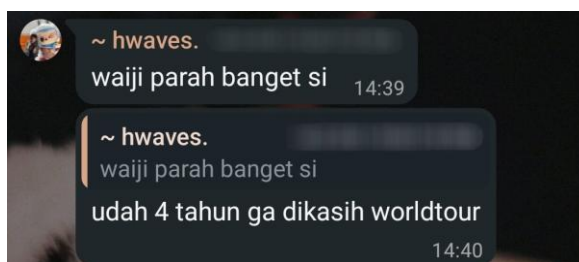 ~ hwaves.
waiji parah banget si 14:39
~ hwaves.
waiji parah banget si
udah 4 tahun ga dikasih worldtour
14:40